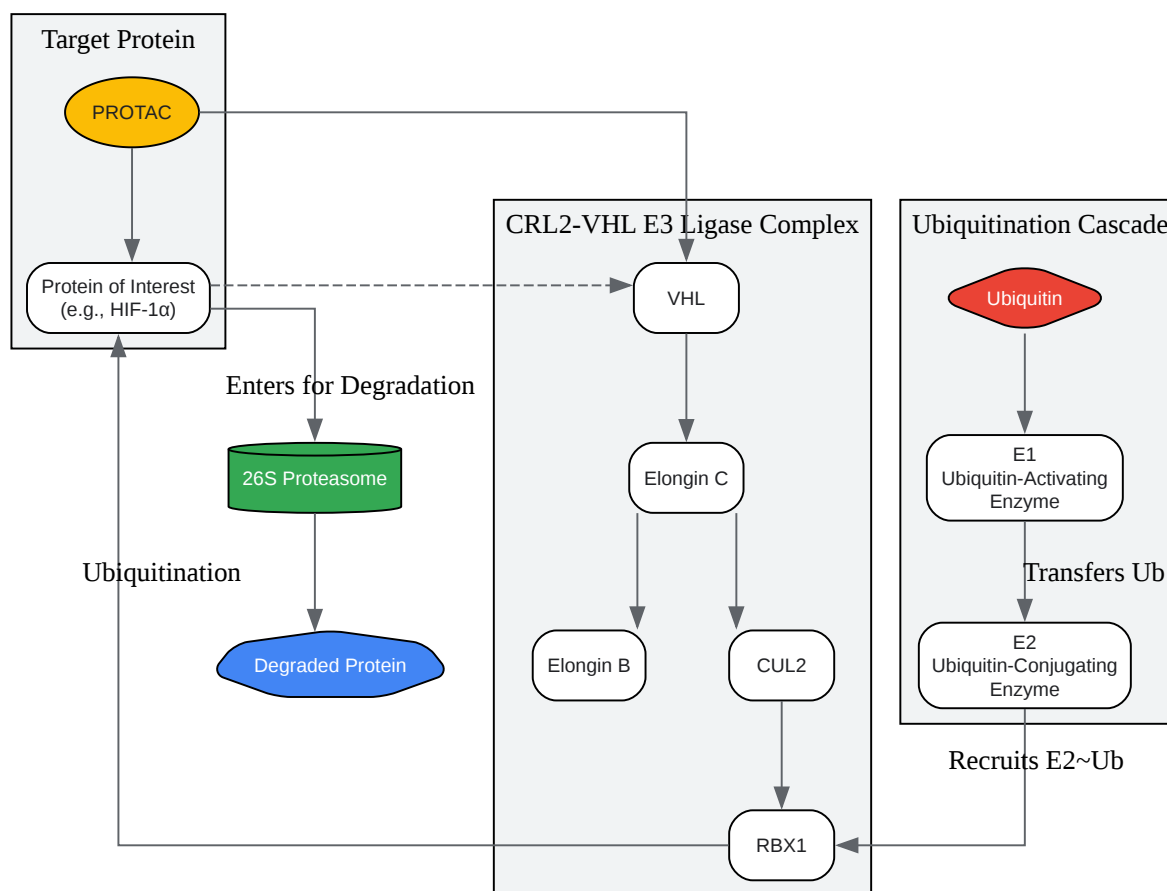 Target Protein
PROTAC
Protein of Interest
(e.g., HIF-1α)
Enters for Degradation
26S Proteasome
Ubiquitination
Degraded Protein
CRL2-VHL E3 Ligase Complex
VHL
Elongin C
Elongin B
CUL2
RBX1
Ubiquitination Cascade
Ubiquitin
E1
Ubiquitin-Activating
Enzyme
Transfers Ub
E2
Ubiquitin-Conjugating
Enzyme
Recruits E2~Ub